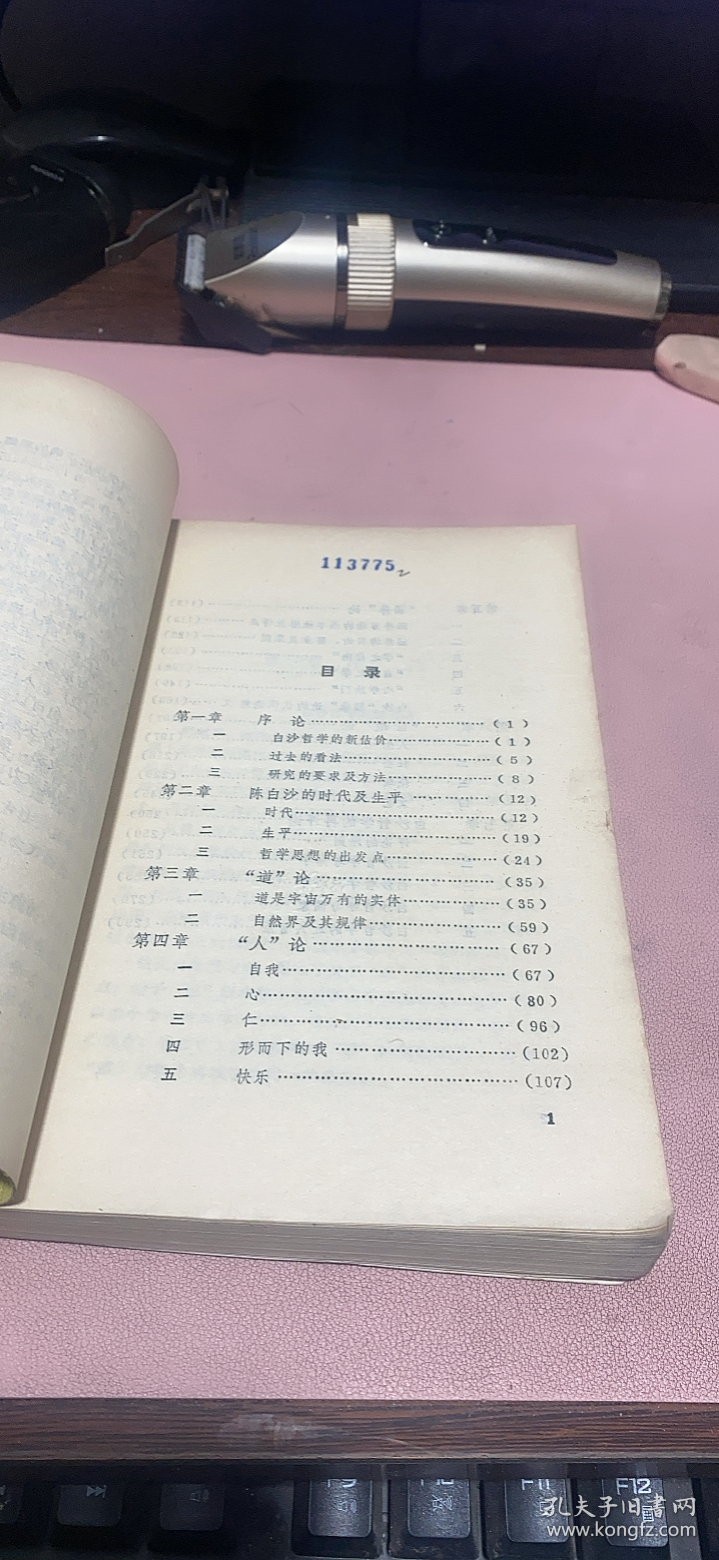 113775
目 录
第一章 序 论……………………………(1)
一 白沙哲学的新估价…………………(1)
二 过去的看法…………………………(5)
三 研究的要求及方法…………………(8)
第二章 陈白沙的时代及生平……………(12)
一 时代…………………………………(12)
二 生平…………………………………(19)
三 哲学思想的出发点…………………(24)
第三章 “道”论…………………………(35)
一 道是宇宙万有的实体………………(35)
二 自然界及其规律……………………(59)
第四章 “人”论…………………………(67)
一 自我…………………………………(67)
二 心……………………………………(80)
三 仁……………………………………(96)
四 形而下的我…………………………(102)
五 快乐…………………………………(107)
1
F11
F12
孔夫子旧书网
www.kongfz.com